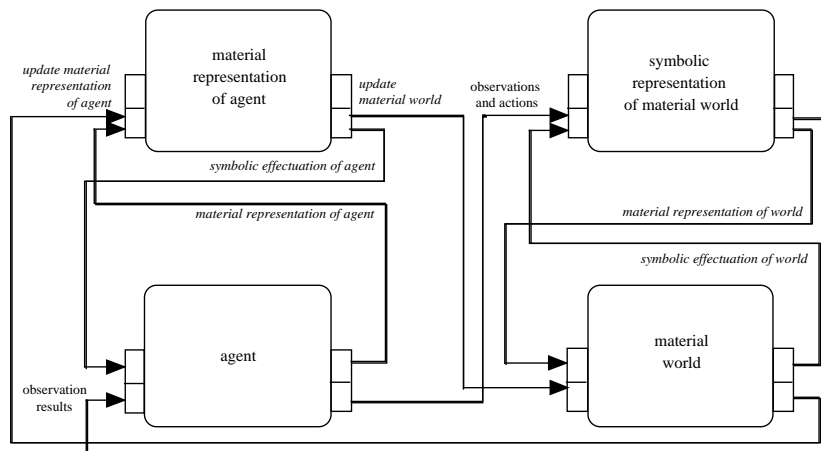 material
representation
of agent
symbolic
representation
of material world
update material
representation
of agent
update
material world
observations
and actions
symbolic effectuation of agent
material representation of agent
material representation of world
symbolic effectuation of world
agent
material
world
observation
results